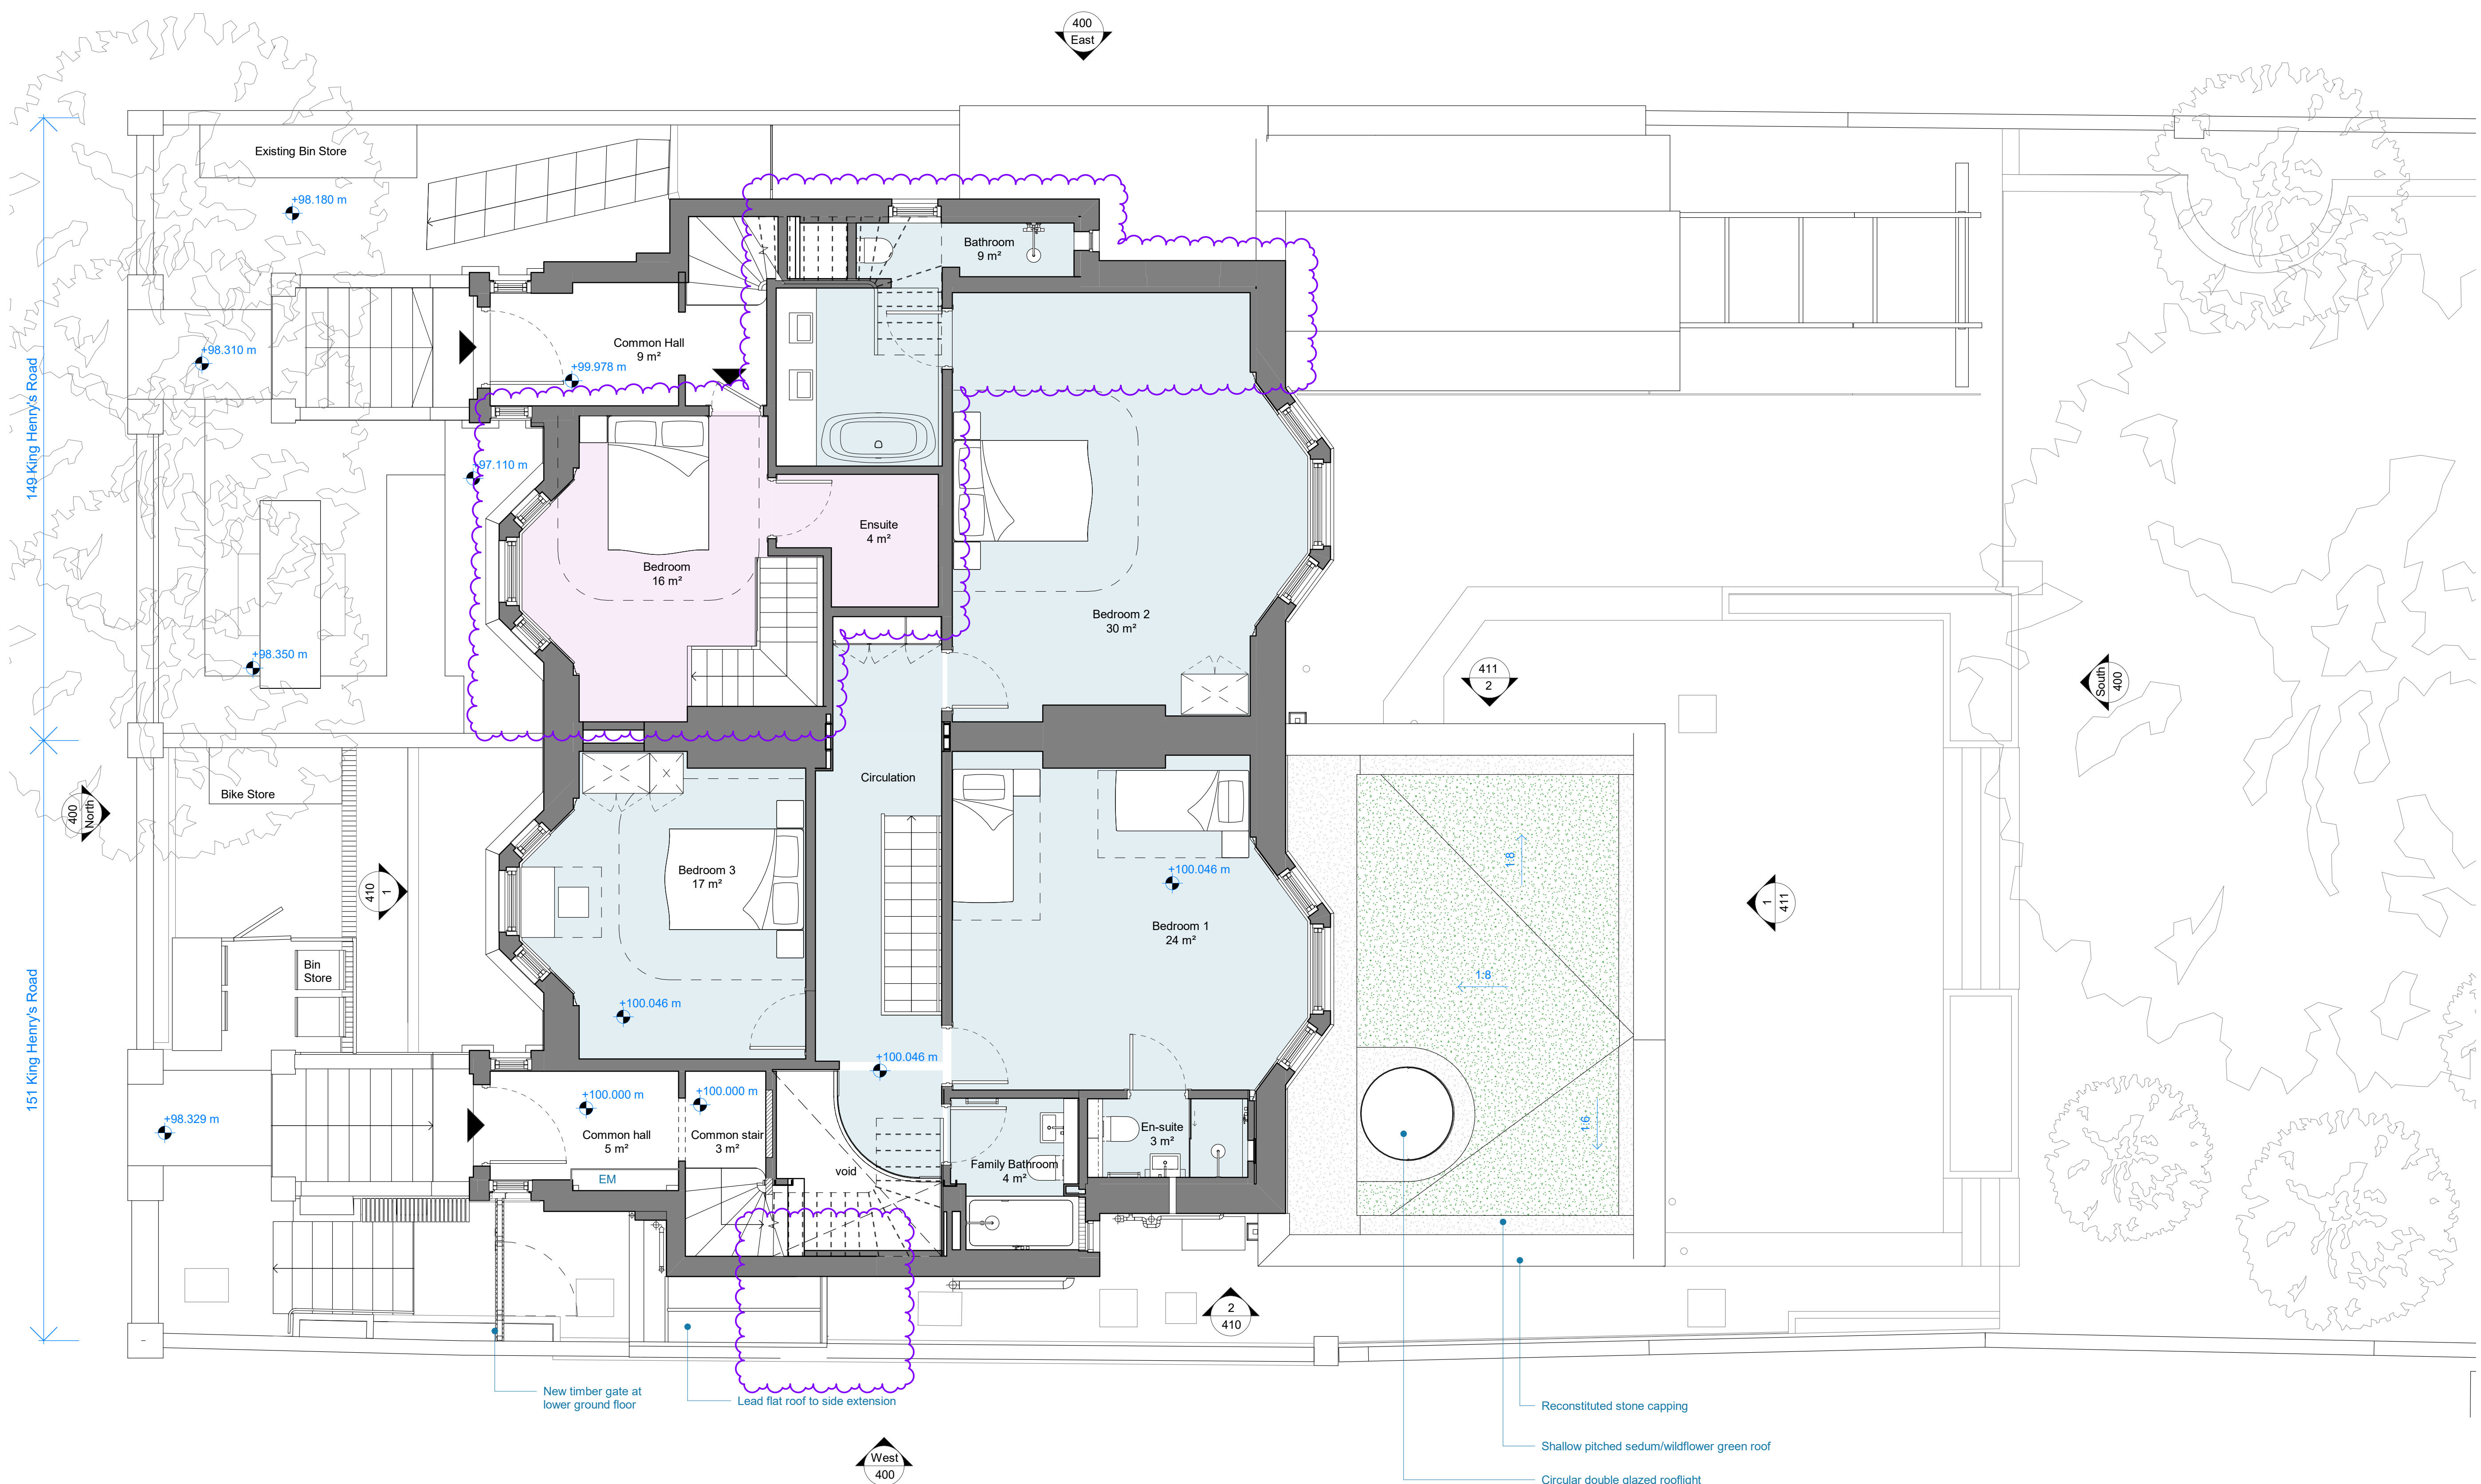 400
East
Existing Bin Store
+98.180 m
Bathroom
9 m²
149 King Henry's Road
+98.310 m
Common Hall
9 m²
+99.978 m
+97.110 m
Ensuite
4 m²
Bedroom
16 m²
Bedroom 2
30 m²
+98.350 m
411
2
South
400
Bike Store
400
North
Circulation
410
1
Bedroom 3
17 m²
+100.046 m
1:8
Bedroom 1
24 m²
1
411
Bin
Store
1:8
+100.046 m
151 King Henry's Road
+100.046 m
+98.329 m
+100.000 m
+100.000 m
Common hall
5 m²
Common stair
3 m²
En-suite
3 m²
1:6
EM
void
Family Bathroom
4 m²
2
410
New timber gate at
lower ground floor
Lead flat roof to side extension
Reconstituted stone capping
Shallow pitched sedum/wildflower green roof
West
400
Circular double glazed rooflight